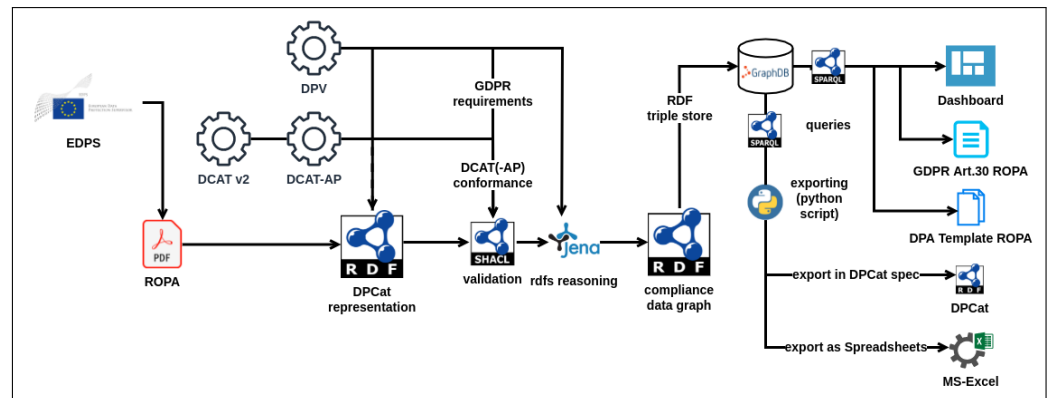 DPV
GDPR
requirements
EDPS
DCAT v2
DCAT-AP
DCAT(-AP)
conformance
PDF
ROPA
RDF
DPCat
representation
SHACL
validation
Jena
rdfs reasoning
RDF
compliance
data graph
RDF
triple store
GraphDB
SPARQL
SPARQL
queries
exporting
(python
script)
Dashboard
GDPR Art.30 ROPA
DPA Template ROPA
export in DPCat spec
RDF
DPCat
export as Spreadsheets
X
MS-Excel